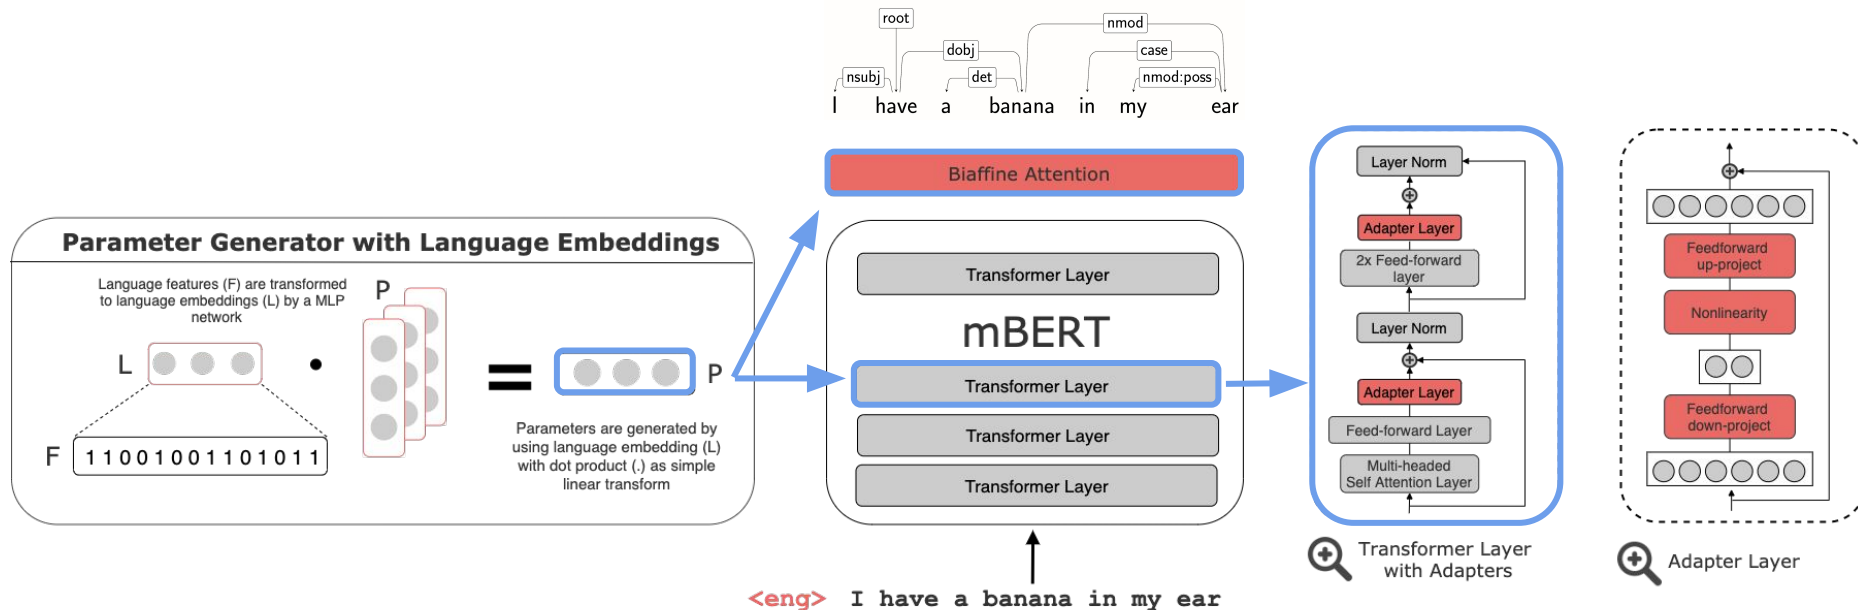 root
nmod
dobj
case
nsubj
det
nmod:poss
I have a banana in my ear
Biaffine Attention
Parameter Generator with Language Embeddings
Language features (F) are transformed
to language embeddings (L) by a MLP
network
P
L
=
P
F
1 1 0 0 1 0 0 1 1 0 1 0 1 1
Parameters are generated by
using language embedding (L)
with dot product (.) as simple
linear transform
Transformer Layer
mBERT
Transformer Layer
Transformer Layer
Transformer Layer
<eng> I have a banana in my ear
Layer Norm
Adapter Layer
2x Feed-forward
layer
Layer Norm
Adapter Layer
Feed-forward Layer
Multi-headed
Self Attention Layer
Transformer Layer
with Adapters
Feedforward
up-project
Nonlinearity
Feedforward
down-project
Adapter Layer